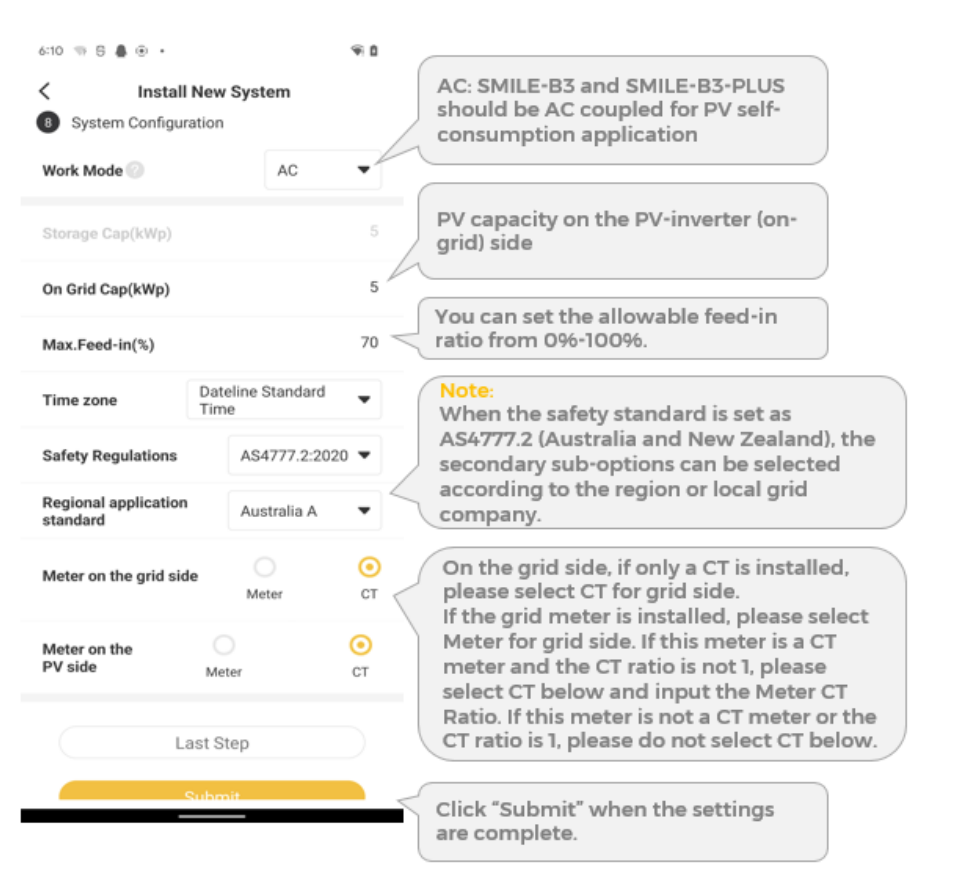 6:10
Install New System
8 System Configuration
Work Mode ?
AC
Storage Cap(kWp)
5
On Grid Cap(kWp)
5
Max.Feed-in(%)
70
Time zone
Dateline Standard
Time
Safety Regulations
AS4777.2:2020
Regional application
standard
Australia A
Meter on the grid side
Meter
CT
Meter on the
PV side
Meter
CT
Last Step
Submit
AC: SMILE-B3 and SMILE-B3-PLUS
should be AC coupled for PV self-
consumption application
PV capacity on the PV-inverter (on-
grid) side
You can set the allowable feed-in
ratio from 0%-100%.
Note:
When the safety standard is set as
AS4777.2 (Australia and New Zealand), the
secondary sub-options can be selected
according to the region or local grid
company.
On the grid side, if only a CT is installed,
please select CT for grid side.
If the grid meter is installed, please select
Meter for grid side. If this meter is a CT
meter and the CT ratio is not 1, please
select CT below and input the Meter CT
Ratio. If this meter is not a CT meter or the
CT ratio is 1, please do not select CT below.
Click “Submit” when the settings
are complete.